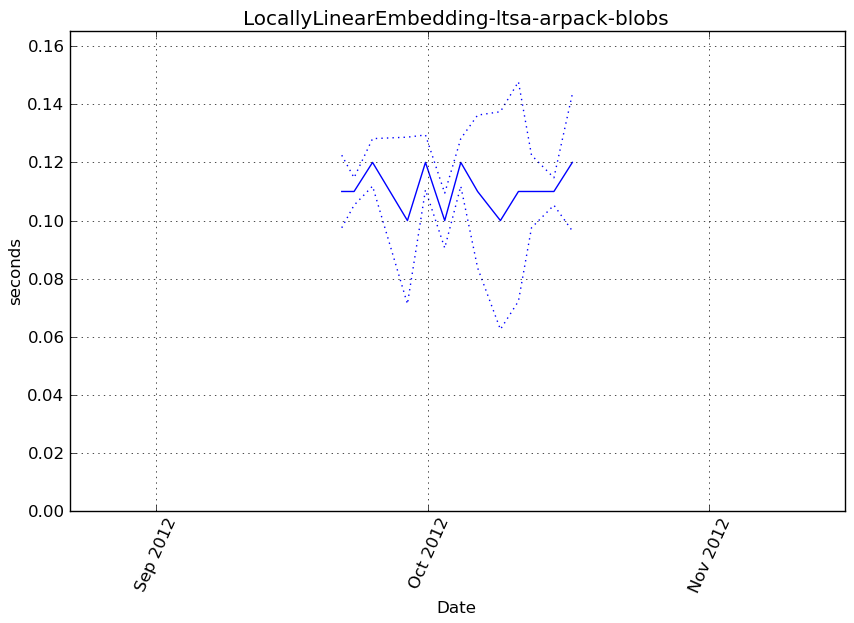 LocallyLinearEmbedding-ltsa-arpack-blobs
0.16
0.14
0.12
0.10
0.08
0.06
0.04
0.02
0.00
seconds
Sep 2012
Oct 2012
Nov 2012
Date